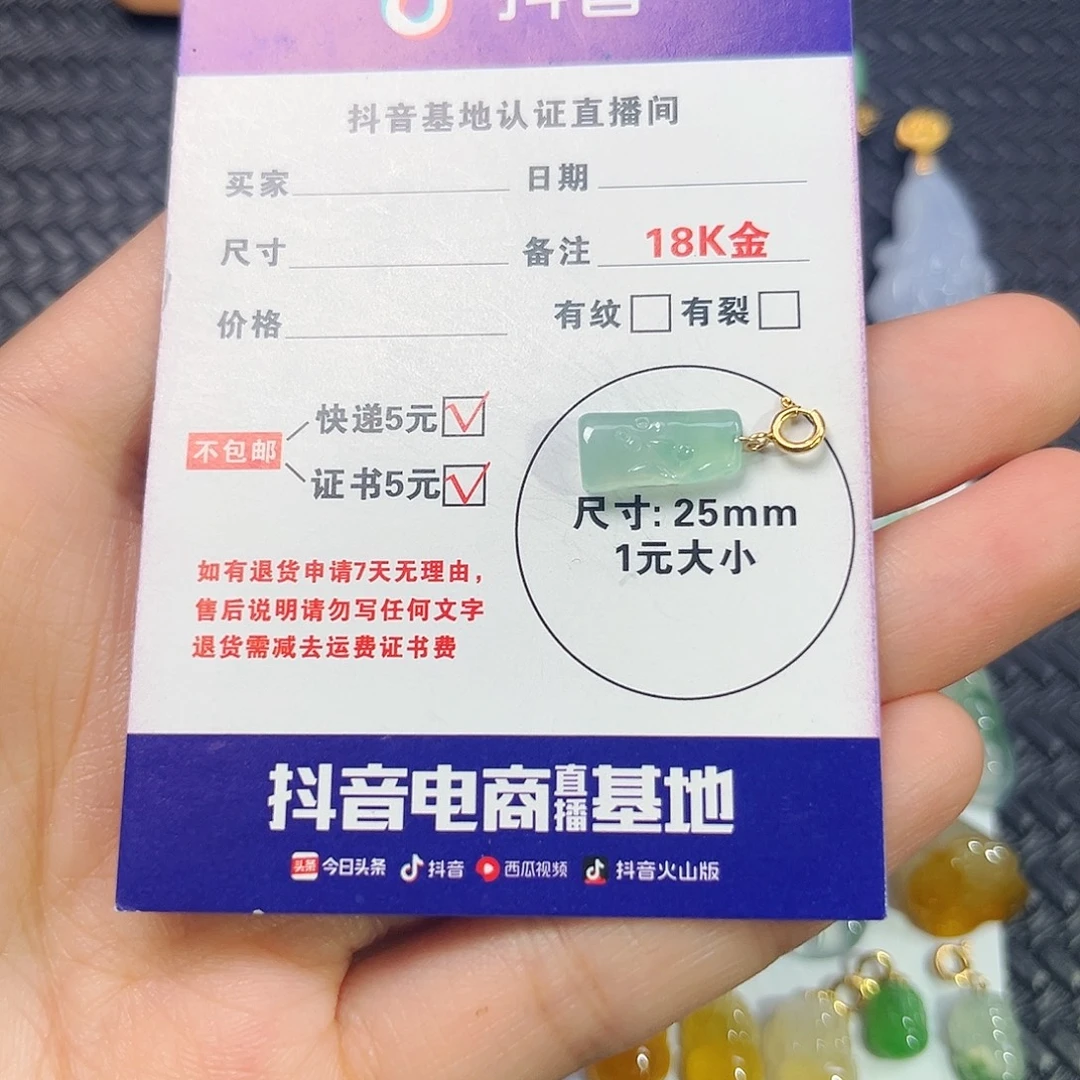 抖音
抖音基地认证直播间
买家 日期
尺寸 备注 18K金
价格 有纹 有裂
不包邮
快递5元
证书5元
尺寸: 25mm
1元大小
如有退货申请7天无理由，
售后说明请勿写任何文字
退货需减去运费证书费
抖音电商直播基地
头条 今日头条 抖音 西瓜视频 抖音火山版